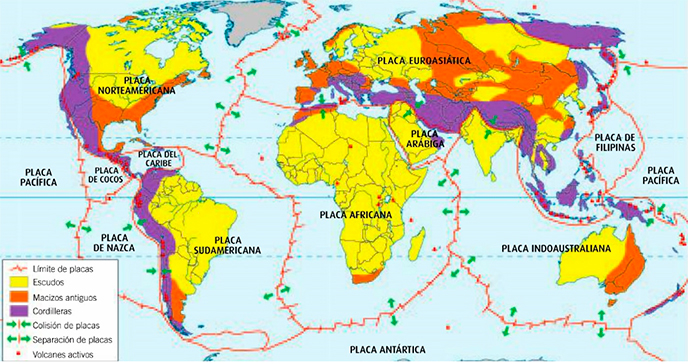 PLACA EUROASIÁTICA
PLACA
NORTEAMERICANA
PLACA
ARÁBIGA
PLACA DE
FILIPINAS
PLACA DEL
CARIBE
PLACA
PACÍFICA
PLACA
DE COCOS
PLACA
PACÍFICA
PLACA AFRICANA
PLACA
DE NAZCA
PLACA
SUDAMERICANA
PLACA INDOAUSTRALIANA
Límite de placas
Escudos
Macizos antiguos
Cordilleras
Colisión de placas
Separación de placas
Volcanes activos
PLACA ANTÁRTICA